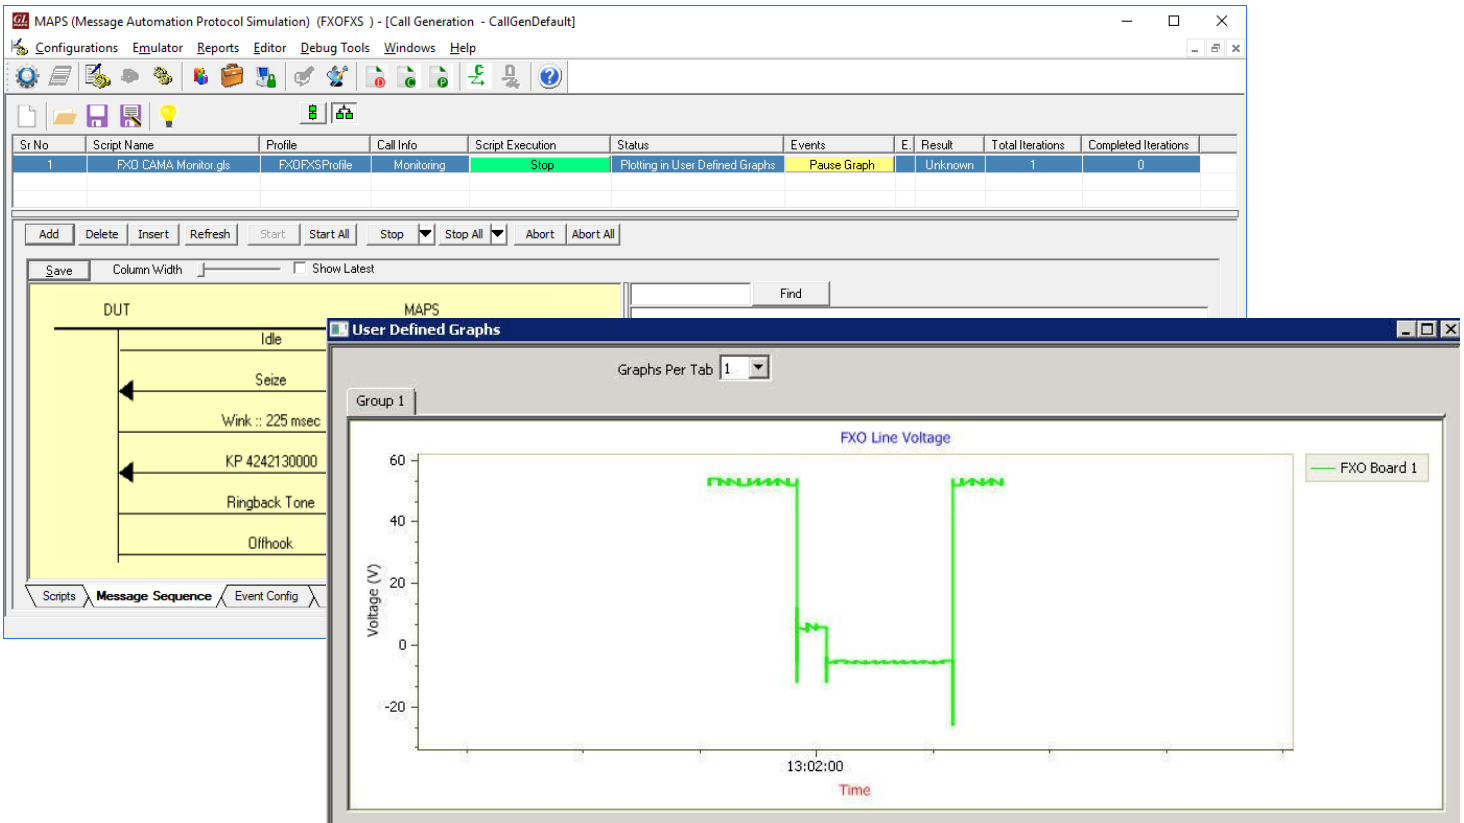 MAPS (Message Automation Protocol Simulation)  (FXOFXS  ) - [Call Generation  - CallGenDefault]
Configurations Emulator Reports Editor Debug Tools Windows Help
Sr No Script Name Profile Call Info Script Execution Status Events E. Result Total Iterations Completed Iterations
1 FXO CAMA Monitor.gls FXOFXSProfile Monitoring Stop Plotting in User Defined Graphs Pause Graph Unknown 1 0
Add Delete Insert Refresh Start Start All Stop Stop All Abort Abort All
Save Column Width Show Latest
Find
DUT MAPS
Idle
Seize
Wink :: 225 msec
KP 4242130000
Ringback Tone
Offhook
Scripts Message Sequence Event Config
User Defined Graphs
Graphs Per Tab 1
Group 1
FXO Line Voltage
FXO Board 1
60
40
20
0
-20
Voltage (V)
13:02:00
Time